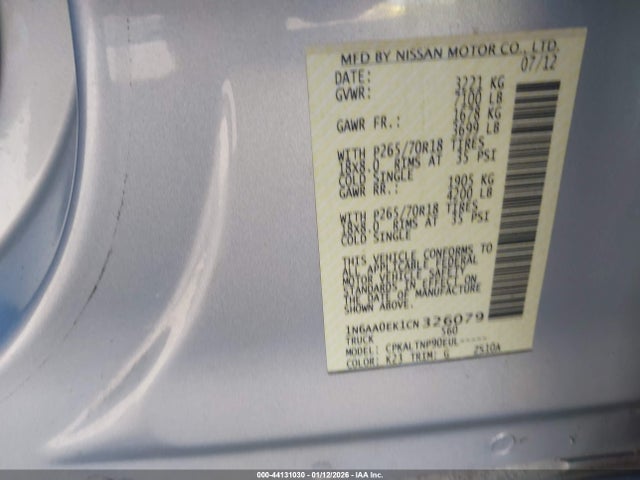 MFD BY NISSAN MOTOR CO., LTD.
DATE: 07/12
GVWR: 3221 KG
7100 LB
GAWR FR.: 1678 KG
3699 LB
WITH P265/70R18 TIRES
18X8.0 RIMS AT 35 PSI
COLD SINGLE
GAWR RR.: 1905 KG
4200 LB
WITH P265/70R18 TIRES
18X8.0 RIMS AT 35 PSI
COLD SINGLE
THIS VEHICLE CONFORMS TO
ALL APPLICABLE FEDERAL
MOTOR VEHICLE SAFETY
STANDARDS IN EFFECT ON
THE DATE OF MANUFACTURE
SHOWN ABOVE.
1N6AA0EK1CN326079
TRUCK S60
MODEL: CPKALTNP90EUL-----
COLOR: K23 TRIM: G ZS10A
000-44131030 - 01/12/2026 - IAA Inc.